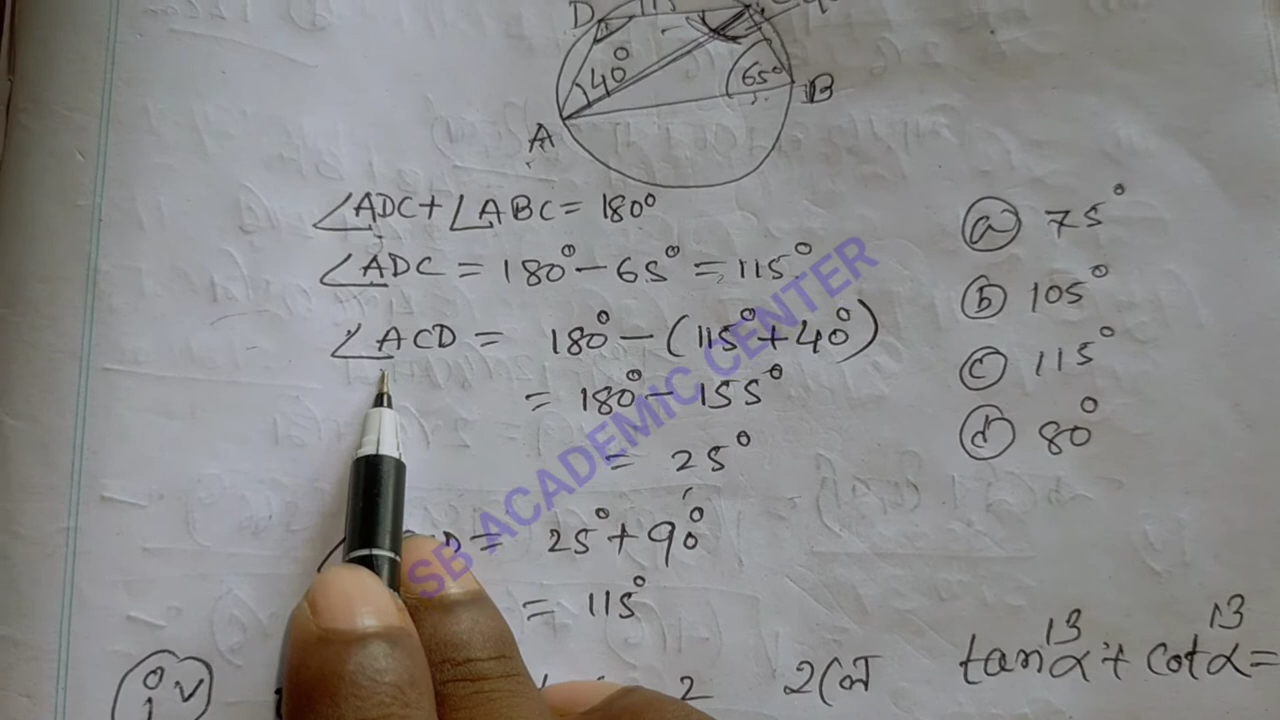 D
40°
65°
B
A
∠ADC + ∠ABC = 180°
∠ADC = 180° - 65° = 115°
∠ACD = 180° - (115° + 40°)
= 180° - 155°
= 25°
= 25° + 90°
= 115°
(a) 75°
(b) 105°
(c) 115°
(d) 80°
tan¹³α + cot¹³α =
SB ACADEMIC CENTER